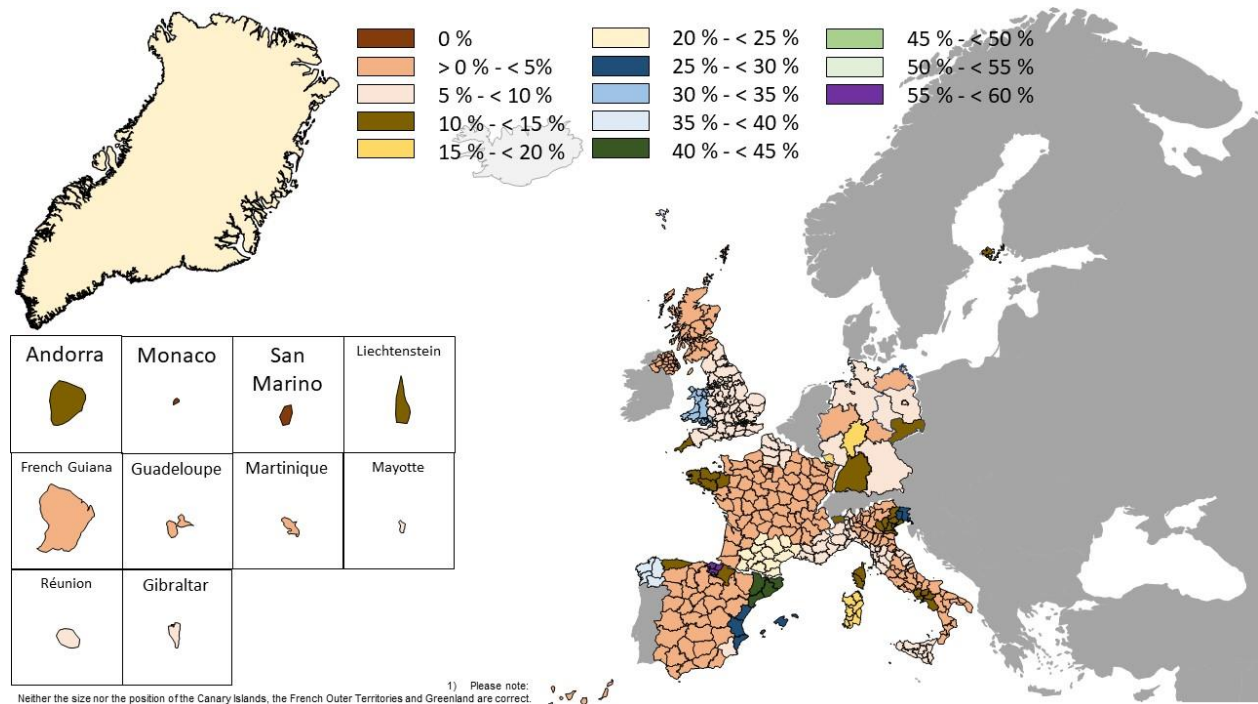 0 %
> 0 % - < 5%
5 % - < 10 %
10 % - < 15 %
15 % - < 20 %
20 % - < 25 %
25 % - < 30 %
30 % - < 35 %
35 % - < 40 %
40 % - < 45 %
45 % - < 50 %
50 % - < 55 %
55 % - < 60 %
Andorra
Monaco
San
Marino
Liechtenstein
French Guiana
Guadeloupe
Martinique
Mayotte
Réunion
Gibraltar
1) Please note:
Neither the size nor the position of the Canary Islands, the French Outer Territories and Greenland are correct.